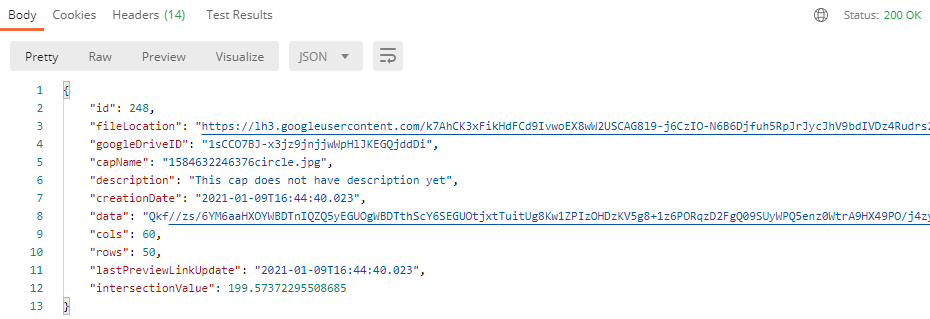 Body Cookies Headers (14) Test Results Status: 200 OK
Pretty Raw Preview Visualize JSON
1 {
2 "id": 248,
3 "fileLocation": "https://lh3.googleusercontent.com/k7AhCK3xFikHdFCd9IvwoEX8wW2USCAG8l9-j6CzIO-N6B6Djfuh5RpJrJycJhV9bdIVDz4Rudrs2
4 "googleDriveID": "1sCCO7BJ-x3jz9jnjjwWpHlJKEGQjddDi",
5 "capName": "1584632246376circle.jpg",
6 "description": "This cap does not have description yet",
7 "creationDate": "2021-01-09T16:44:40.023",
8 "data": "Qkf//zs/6YM6aaHXOYWBDTnIQZQ5yEGUOgWBDTthScY6SEGUOtjxtTuitUg8Kw1ZPIzOHDzKV5g8+1z6PORqzD2FgQ09SUyWPQ5enz0WtrA9HX49PO/j4zy
9 "cols": 60,
10 "rows": 50,
11 "lastPreviewLinkUpdate": "2021-01-09T16:44:40.023",
12 "intersectionValue": 199.57372295508685
13 }